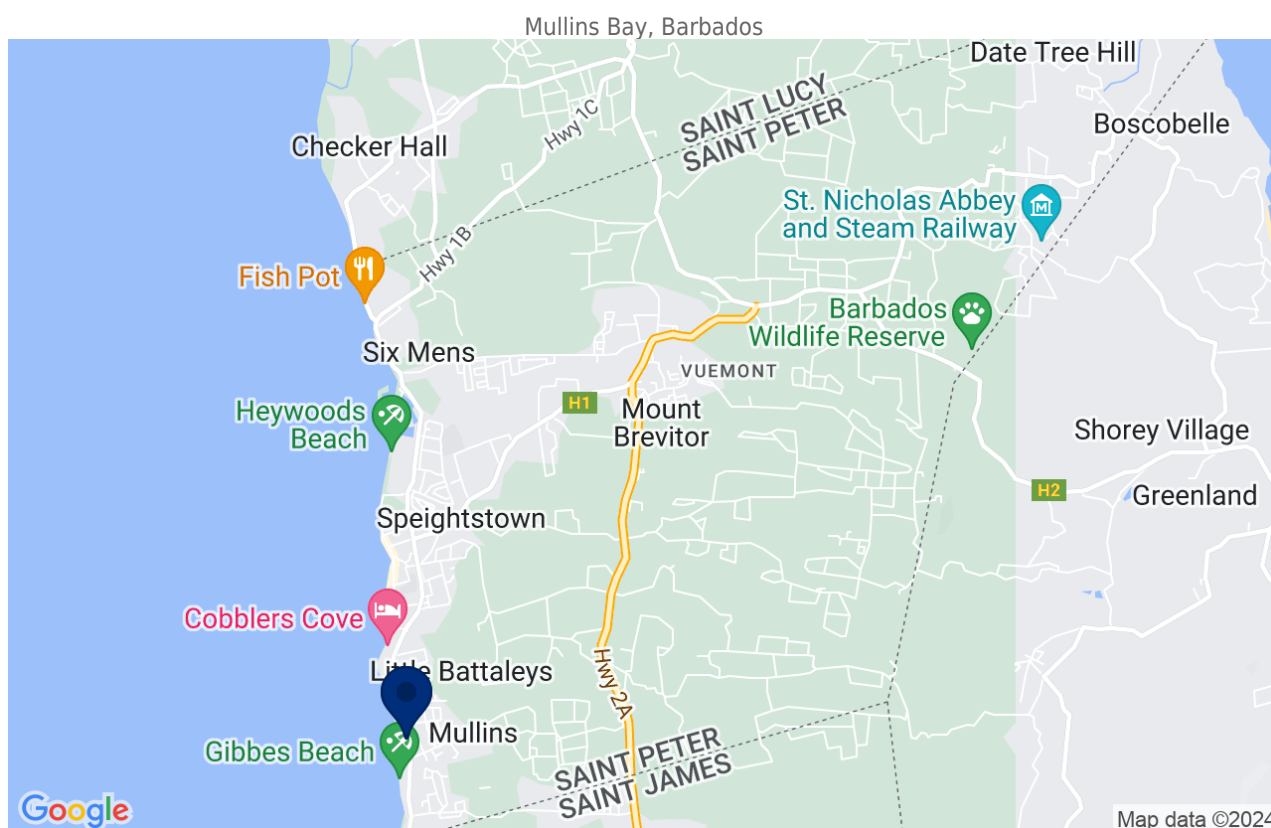 Mullins Bay, Barbados
Date Tree Hill
SAINT LUCY
SAINT PETER
Hwy 1C
Boscobelle
Checker Hall
St. Nicholas Abbey
and Steam Railway
Hwy 1B
Fish Pot
Barbados
Wildlife Reserve
Six Mens
VUEMONT
H1
Heywoods
Beach
Mount
Brevitor
Shorey Village
H2
Greenland
Speightstown
Cobblers Cove
Little Battaleys
Hwy 2A
Mullins
Gibbes Beach
SAINT PETER
SAINT JAMES
Google
Map data ©2024